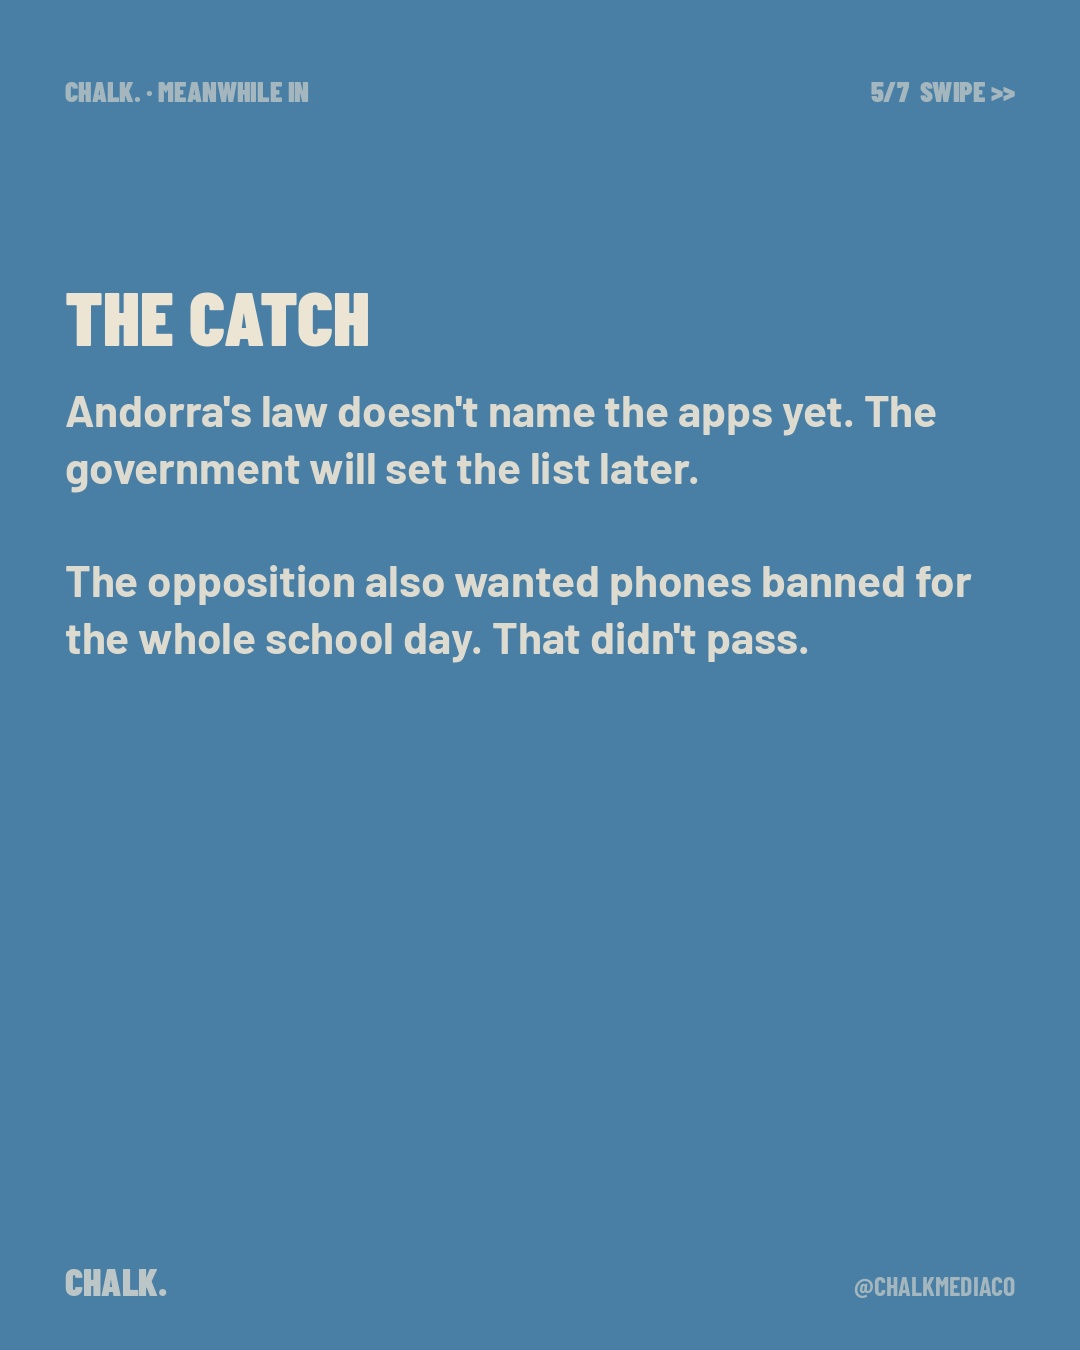 CHALK. · MEANWHILE IN
5/7 SWIPE >>
THE CATCH
Andorra's law doesn't name the apps yet. The
government will set the list later.
The opposition also wanted phones banned for
the whole school day. That didn't pass.
CHALK.
@CHALKMEDIACO